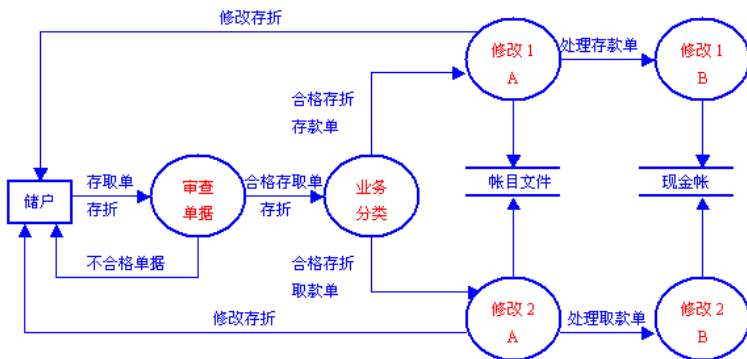 修改存折
修改 1
A
处理存款单
修改 1
B
合格存折
存款单
储户
存取单
存折
审查
单据
合格存取单
存折
业务
分类
帐目文件
现金帐
不合格单据
合格存折
取款单
修改存折
修改 2
A
处理取款单
修改 2
B